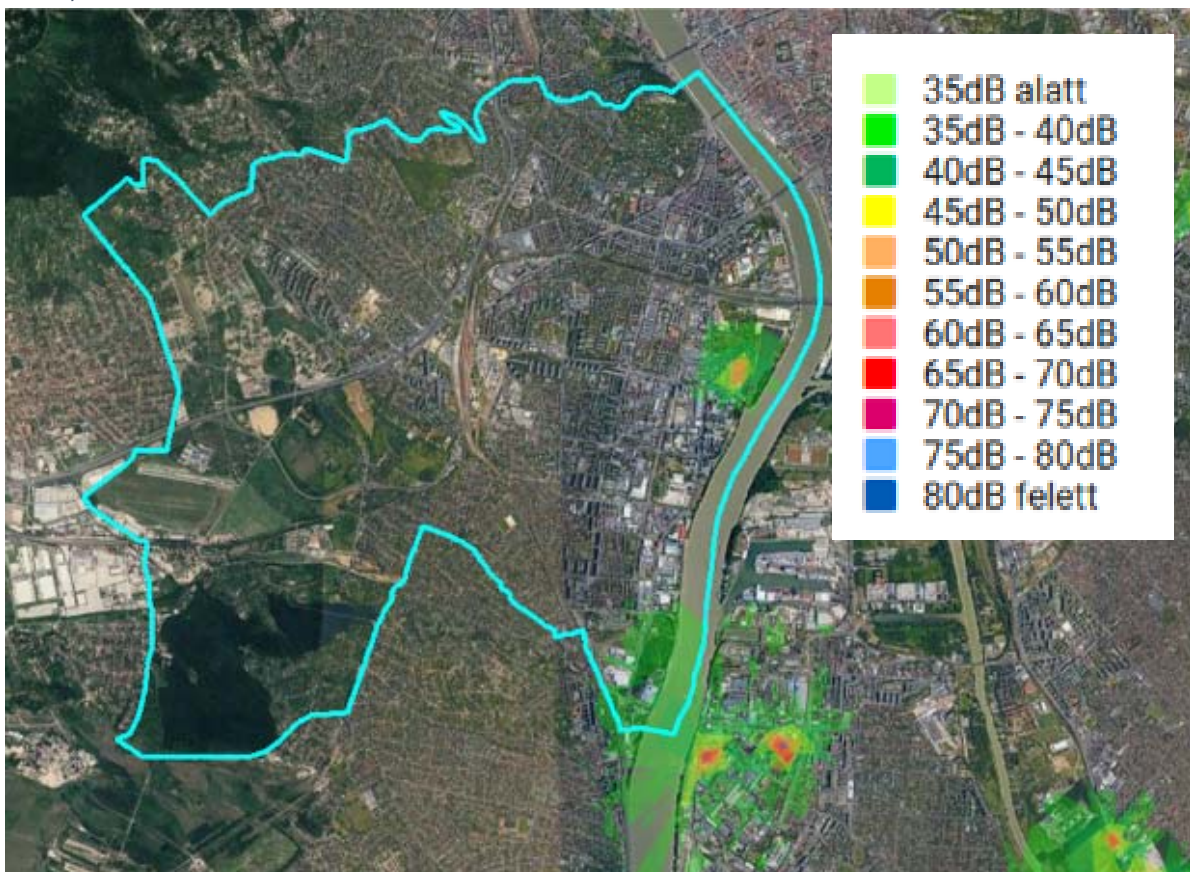 35dB alatt
35dB - 40dB
40dB - 45dB
45dB - 50dB
50dB - 55dB
55dB - 60dB
60dB - 65dB
65dB - 70dB
70dB - 75dB
75dB - 80dB
80dB felett